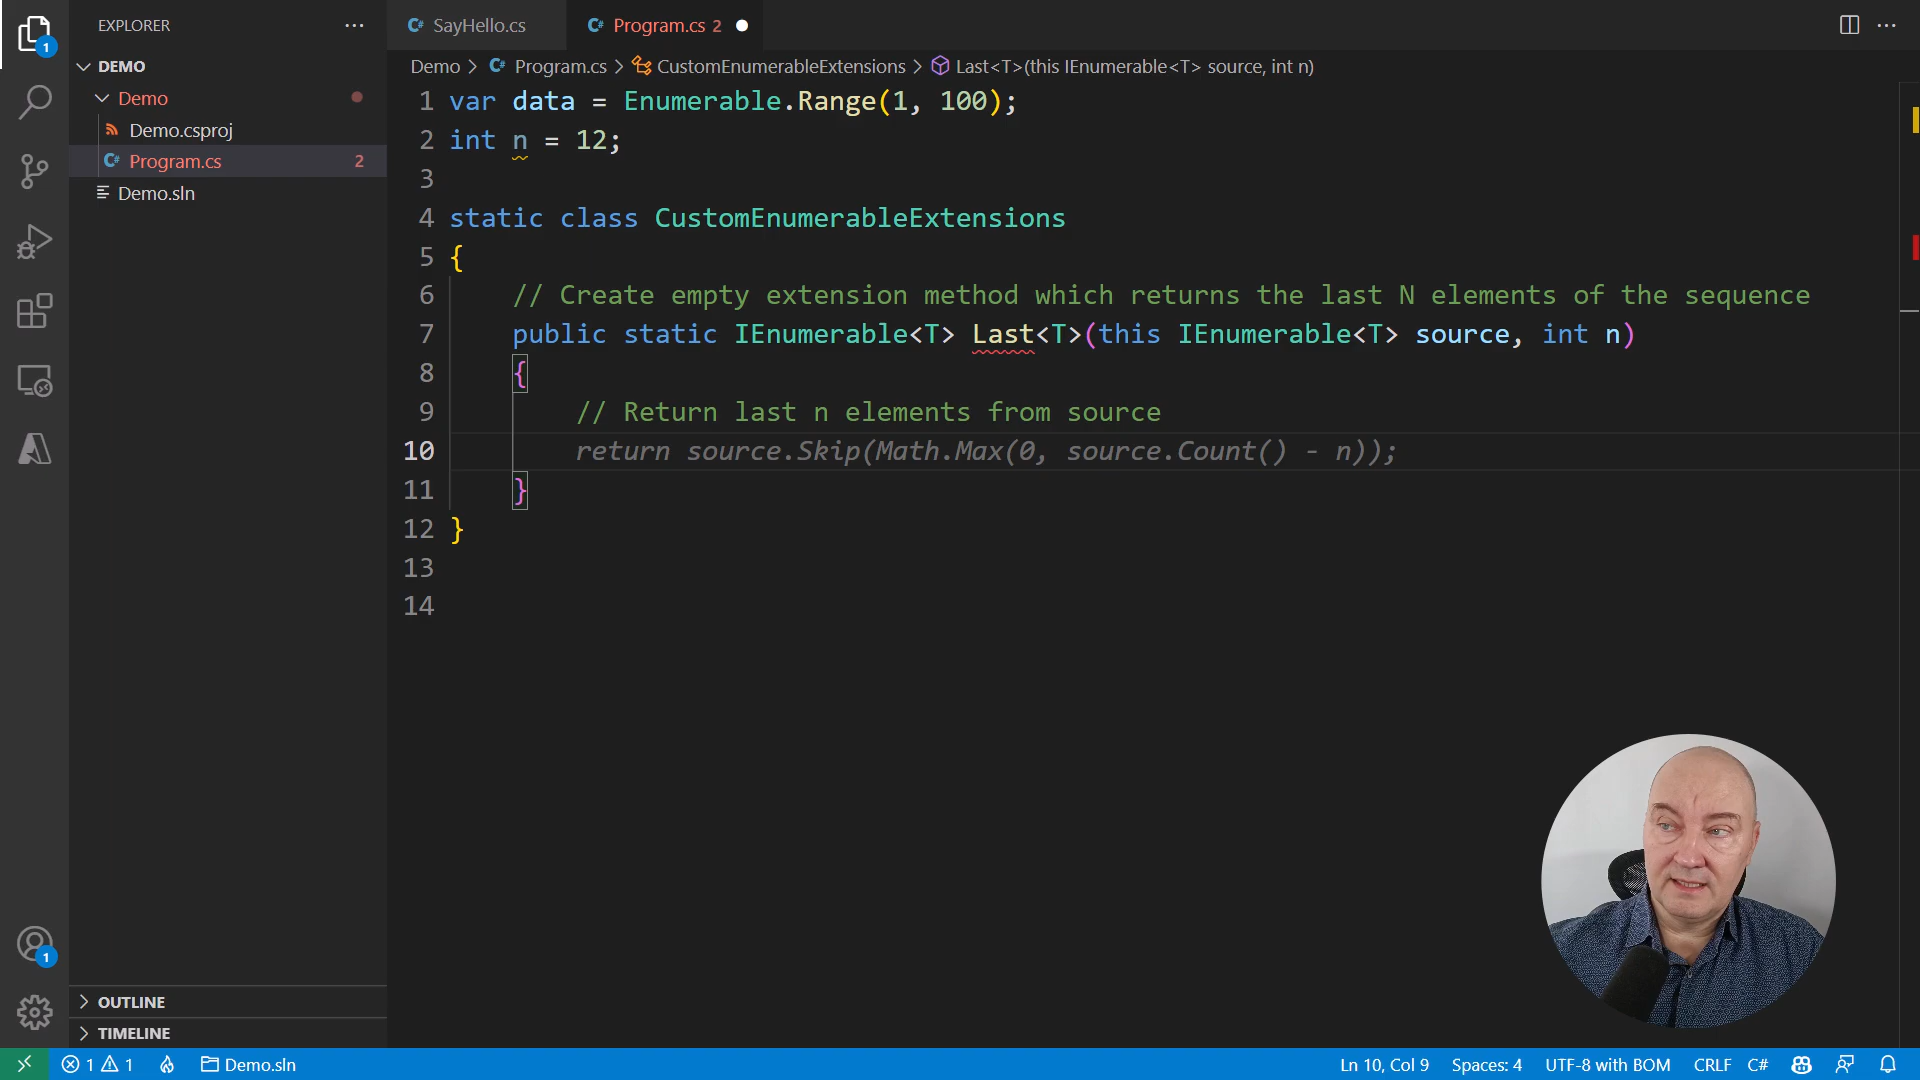 EXPLORER
SayHello.cs
Program.cs 2
DEMO
Demo > Program.cs > CustomEnumerableExtensions > Last<T>(this IEnumerable<T> source, int n)
Demo
Demo.csproj
Program.cs 2
Demo.sln
1 var data = Enumerable.Range(1, 100);
2 int n = 12;
3
4 static class CustomEnumerableExtensions
5 {
6 // Create empty extension method which returns the last N elements of the sequence
7 public static IEnumerable<T> Last<T>(this IEnumerable<T> source, int n)
8 {
9 // Return last n elements from source
10 return source.Skip(Math.Max(0, source.Count() - n));
11 }
12 }
13
14
1
1
OUTLINE
TIMELINE
1 1 Demo.sln Ln 10, Col 9 Spaces: 4 UTF-8 with BOM CRLF C#